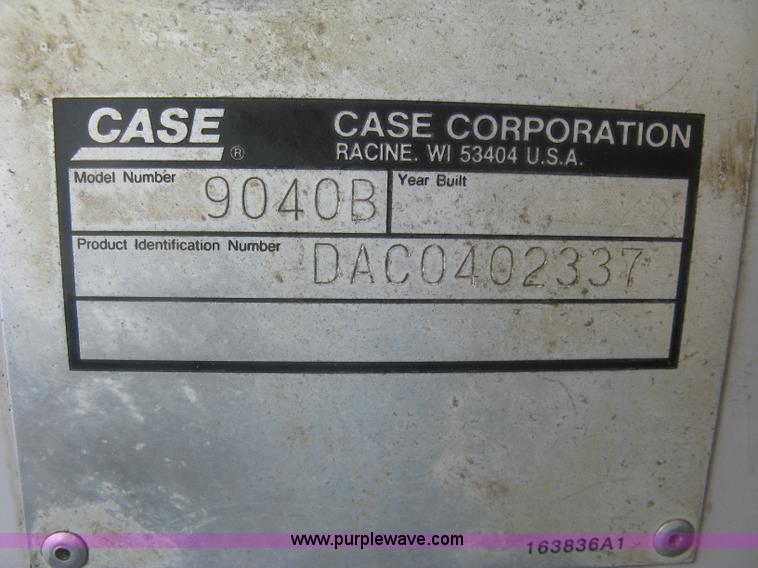 CASE ®
CASE CORPORATION
RACINE. WI 53404 U.S.A.
Model Number 9040B
Year Built
Product Identification Number DAC0402337
www.purplewave.com
163836A1